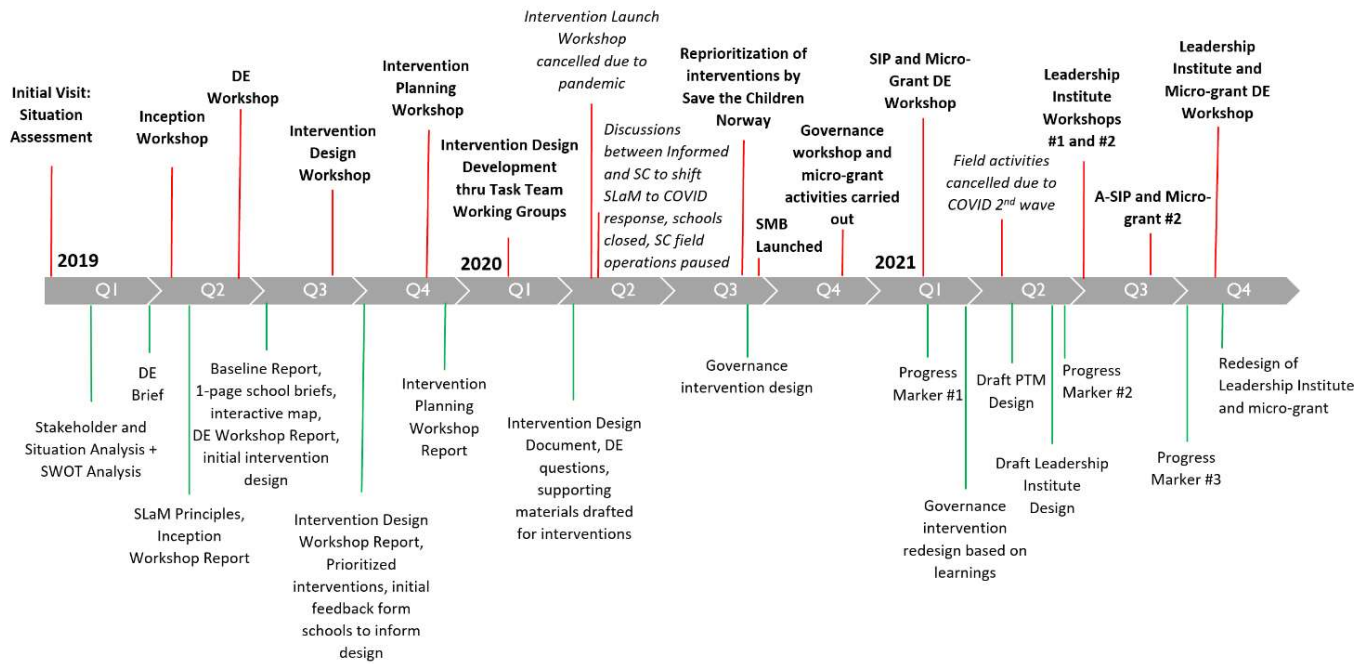 Initial Visit:
Situation
Assessment
Inception
Workshop
DE
Workshop
Intervention
Design
Workshop
Intervention
Planning
Workshop
Intervention Design
Development
thru Task Team
Working Groups
Intervention Launch
Workshop
cancelled due to
pandemic
Discussions
between Informed
and SC to shift
SLaM to COVID
response, schools
closed, SC field
operations paused
Reprioritization of
interventions by
Save the Children
Norway
SMB
Launched
Governance
workshop and
micro-grant
activities carried
out
SIP and Micro-
Grant DE
Workshop
Field activities
cancelled due to
COVID 2nd wave
Leadership
Institute
Workshops
#1 and #2
A-SIP and Micro-
grant #2
Leadership
Institute and
Micro-grant DE
Workshop
2019
2020
2021
Q1 Q2 Q3 Q4 Q1 Q2 Q3 Q4 Q1 Q2 Q3 Q4
Stakeholder and
Situation Analysis +
SWOT Analysis
DE
Brief
SLaM Principles,
Inception
Workshop Report
Baseline Report,
1-page school briefs,
interactive map,
DE Workshop Report,
initial intervention
design
Intervention Design
Workshop Report,
Prioritized
interventions, initial
feedback form
schools to inform
design
Intervention
Planning
Workshop
Report
Intervention Design
Document, DE
questions,
supporting
materials drafted
for interventions
Governance
intervention design
Progress
Marker #1
Governance
intervention
redesign based on
learnings
Draft PTM
Design
Draft Leadership
Institute
Design
Progress
Marker #2
Progress
Marker #3
Redesign of
Leadership Institute
and micro-grant